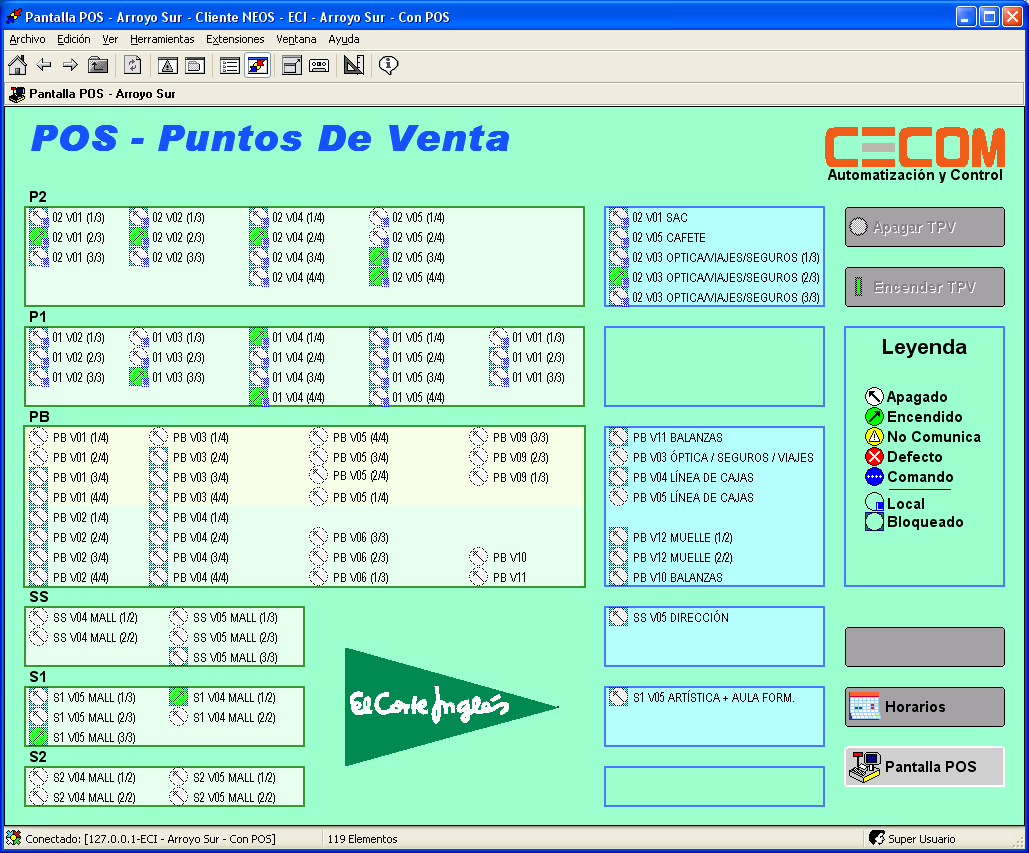 Pantalla POS - Arroyo Sur - Cliente NEOS - ECI - Arroyo Sur - Con POS
Archivo Edición Ver Herramientas Extensiones Ventana Ayuda
Pantalla POS - Arroyo Sur
POS - Puntos De Venta
CECOM
Automatización y Control
P2
02 V01 (1/3) 02 V02 (1/3) 02 V04 (1/4) 02 V05 (1/4)
02 V01 (2/3) 02 V02 (2/3) 02 V04 (2/4) 02 V05 (2/4)
02 V01 (3/3) 02 V02 (3/3) 02 V04 (3/4) 02 V05 (3/4)
02 V04 (4/4) 02 V05 (4/4)
02 V01 SAC
02 V05 CAFETE
02 V03 OPTICA/VIAJES/SEGUROS (1/3)
02 V03 OPTICA/VIAJES/SEGUROS (2/3)
02 V03 OPTICA/VIAJES/SEGUROS (3/3)
Apagar TPV
Encender TPV
P1
01 V02 (1/3) 01 V03 (1/3) 01 V04 (1/4) 01 V05 (1/4) 01 V01 (1/3)
01 V02 (2/3) 01 V03 (2/3) 01 V04 (2/4) 01 V05 (2/4) 01 V01 (2/3)
01 V02 (3/3) 01 V03 (3/3) 01 V04 (3/4) 01 V05 (3/4) 01 V01 (3/3)
01 V04 (4/4) 01 V05 (4/4)
Leyenda
Apagado
Encendido
No Comunica
Defecto
Comando
Local
Bloqueado
PB
PB V01 (1/4) PB V03 (1/4) PB V05 (4/4) PB V09 (3/3)
PB V01 (2/4) PB V03 (2/4) PB V05 (3/4) PB V09 (2/3)
PB V01 (3/4) PB V03 (3/4) PB V05 (2/4) PB V09 (1/3)
PB V01 (4/4) PB V03 (4/4) PB V05 (1/4)
PB V02 (1/4) PB V04 (1/4)
PB V02 (2/4) PB V04 (2/4) PB V06 (3/3)
PB V02 (3/4) PB V04 (3/4) PB V06 (2/3) PB V10
PB V02 (4/4) PB V04 (4/4) PB V06 (1/3) PB V11
PB V11 BALANZAS
PB V03 ÓPTICA / SEGUROS / VIAJES
PB V04 LÍNEA DE CAJAS
PB V05 LÍNEA DE CAJAS
PB V12 MUELLE (1/2)
PB V12 MUELLE (2/2)
PB V10 BALANZAS
SS
SS V04 MALL (1/2) SS V05 MALL (1/3)
SS V04 MALL (2/2) SS V05 MALL (2/3)
SS V05 MALL (3/3)
SS V05 DIRECCIÓN
S1
S1 V05 MALL (1/3) S1 V04 MALL (1/2)
S1 V05 MALL (2/3) S1 V04 MALL (2/2)
S1 V05 MALL (3/3)
El Corte Inglés
S1 V05 ARTÍSTICA + AULA FORM.
Horarios
S2
S2 V04 MALL (1/2) S2 V05 MALL (1/2)
S2 V04 MALL (2/2) S2 V05 MALL (2/2)
Pantalla POS
Conectado: [127.0.0.1-ECI - Arroyo Sur - Con POS] 119 Elementos Super Usuario